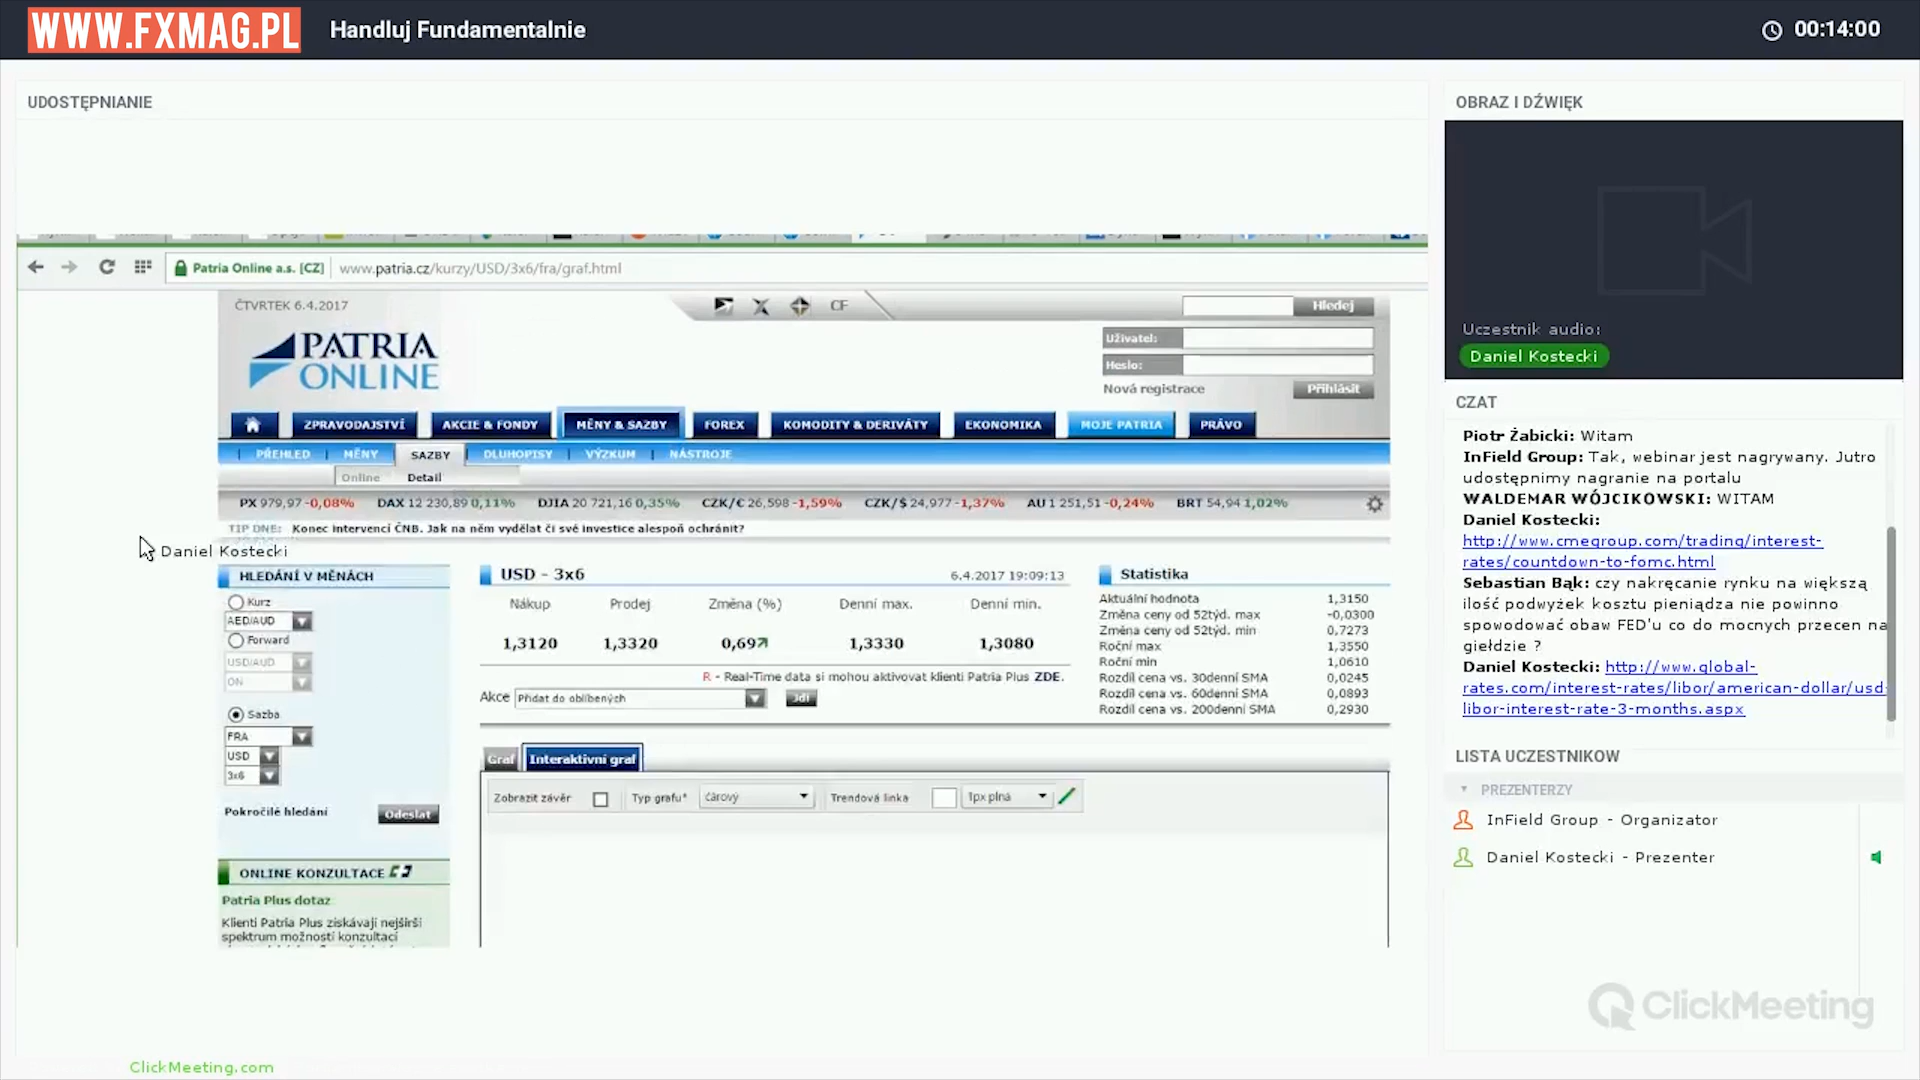 WWW.FXMAG.PL
Handluj Fundamentalnie
00:14:00
UDOSTĘPNIANIE
Patria Online a.s. [CZ] www.patria.cz/kurzy/USD/3x6/fra/graf.html
ČTVRTEK 6.4.2017
CF
Hledej
PATRIA
ONLINE
Uživatel:
Heslo:
Nová registrace
Přihlásit
ZPRAVODAJSTVÍ AKCIE & FONDY MĚNY & SAZBY FOREX KOMODITY & DERIVÁTY EKONOMIKA MOJE PATRIA PRÁVO
PŘEHLED | MĚNY SAZBY DLUHOPISY | VÝZKUM | NÁSTROJE
Online Detail
PX 979,97 -0,08% DAX 12 230,89 0,11% DJIA 20 721,16 0,35% CZK/€ 26,598 -1,59% CZK/$ 24,977 -1,37% AU 1 251,51 -0,24% BRT 54,94 1,02%
TIP DNE: Konec intervencí ČNB. Jak na něm vydělat či své investice alespoň ochránit?
Daniel Kostecki
HLEDÁNÍ V MĚNÁCH
Kurz
AED/AUD
Forward
USD/AUD
ON
Sazba
FRA
USD
3x6
Pokročilé hledání
Odeslat
ONLINE KONZULTACE
Patria Plus dotaz
Klienti Patria Plus získávají nejširší
spektrum možností konzultací
USD - 3x6
6.4.2017 19:09:13
Nákup Prodej Změna (%) Denní max. Denní min.
1,3120 1,3320 0,69 1,3330 1,3080
R - Real-Time data si mohou aktivovat klienti Patria Plus ZDE.
Akce Přidat do oblíbených Jdi
Statistika
Aktuální hodnota 1,3150
Změna ceny od 52týd. max -0,0300
Změna ceny od 52týd. min 0,7273
Roční max 1,3550
Roční min 1,0610
Rozdíl cena vs. 30denní SMA 0,0245
Rozdíl cena vs. 60denní SMA 0,0893
Rozdíl cena vs. 200denní SMA 0,2930
Graf Interaktivní graf
Zobrazit závěr Typ grafu* čárový Trendová linka 1px plná
OBRAZ I DŹWIĘK
Uczestnik audio:
Daniel Kostecki
CZAT
Piotr Żabicki: Witam
InField Group: Tak, webinar jest nagrywany. Jutro
udostępnimy nagranie na portalu
WALDEMAR WÓJCIKOWSKI: WITAM
Daniel Kostecki:
http://www.cmegroup.com/trading/interest-
rates/countdown-to-fomc.html
Sebastian Bąk: czy nakręcanie rynku na większą
ilość podwyżek kosztu pieniądza nie powinno
spowodować obaw FED'u co do mocnych przecen na
giełdzie ?
Daniel Kostecki: http://www.global-
rates.com/interest-rates/libor/american-dollar/usd-
libor-interest-rate-3-months.aspx
LISTA UCZESTNIKOW
PREZENTERZY
InField Group - Organizator
Daniel Kostecki - Prezenter
ClickMeeting
ClickMeeting.com